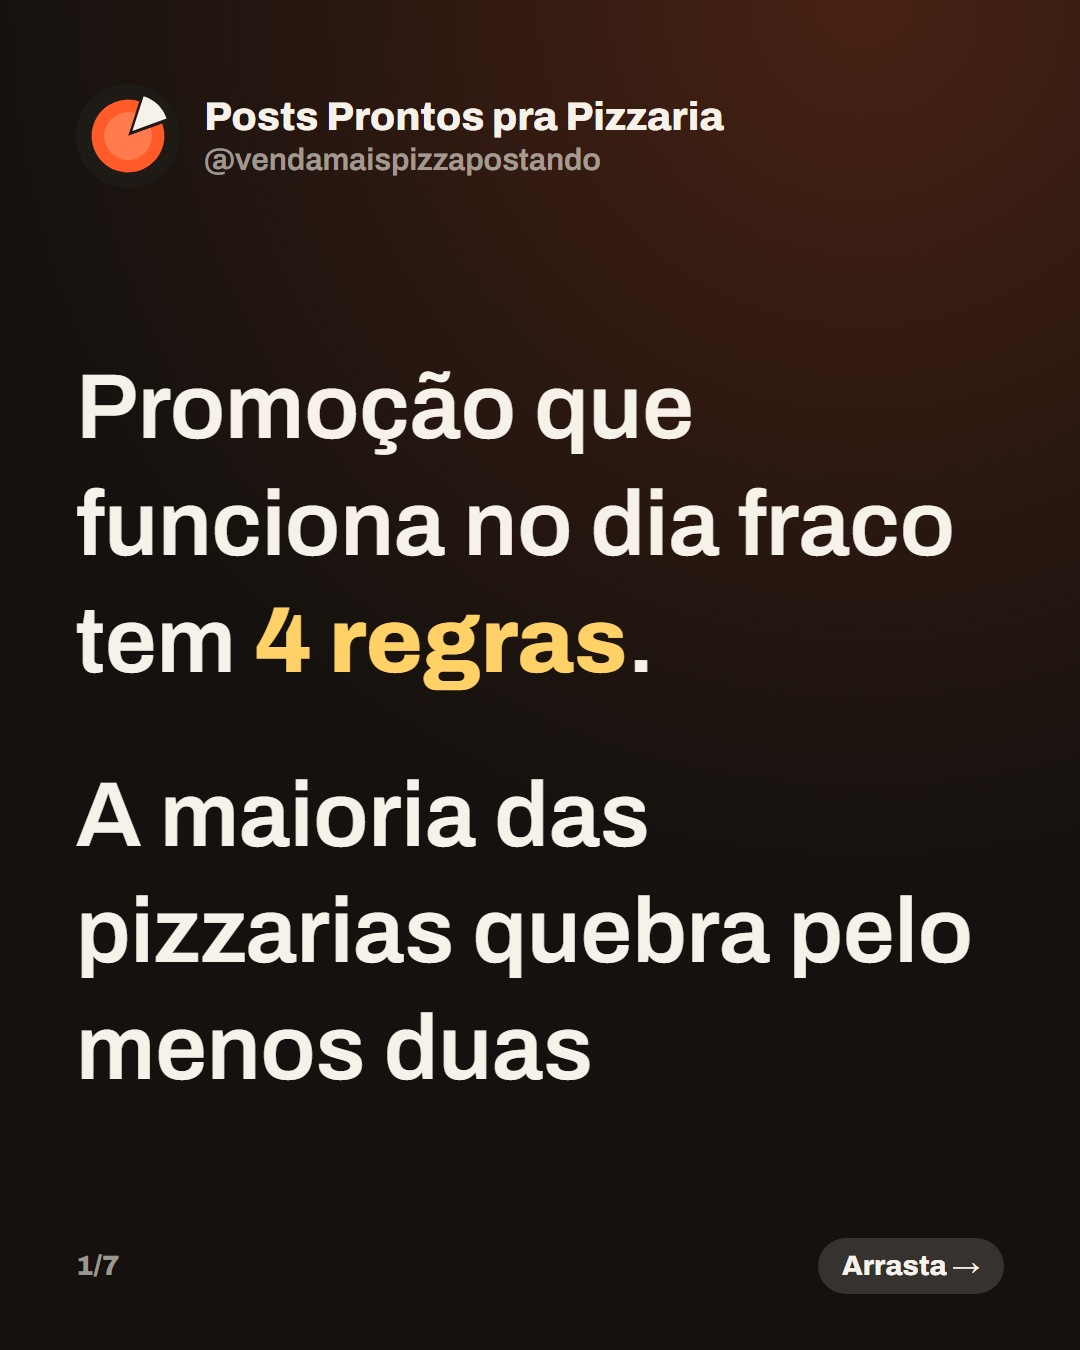 Posts Prontos pra Pizzaria
@vendamaispizzapostando
Promoção que
funciona no dia fraco
tem 4 regras.
A maioria das
pizzarias quebra pelo
menos duas
1/7
Arrasta →